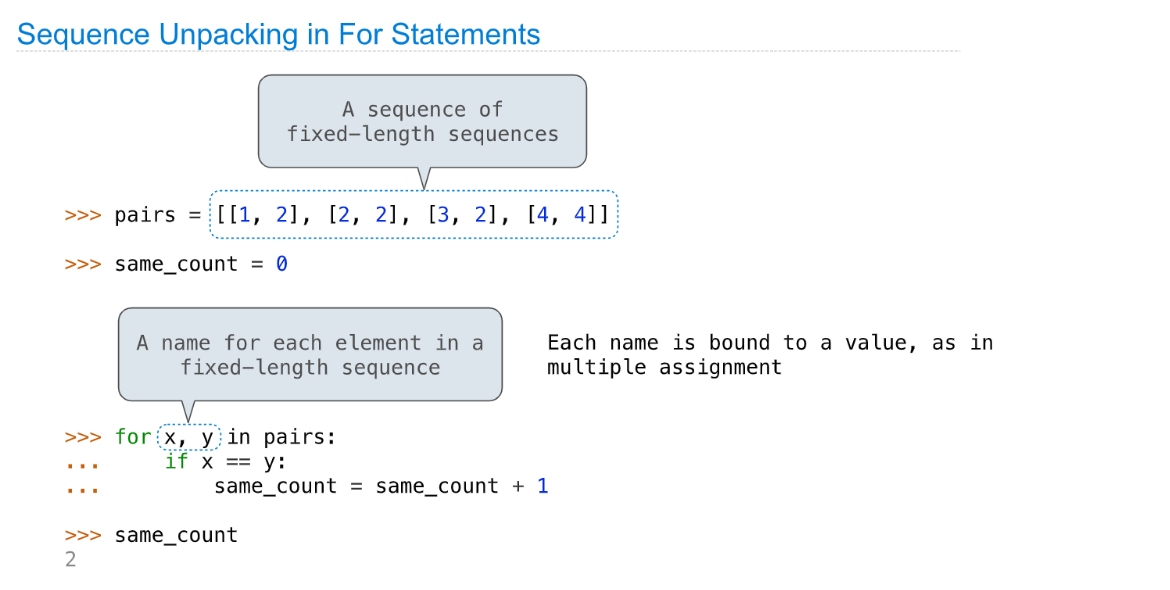 Sequence Unpacking in For Statements
A sequence of
fixed-length sequences
>>> pairs = [[1, 2], [2, 2], [3, 2], [4, 4]]
>>> same_count = 0
A name for each element in a
fixed-length sequence
Each name is bound to a value, as in
multiple assignment
>>> for x, y in pairs:
...     if x == y:
...         same_count = same_count + 1
>>> same_count
2